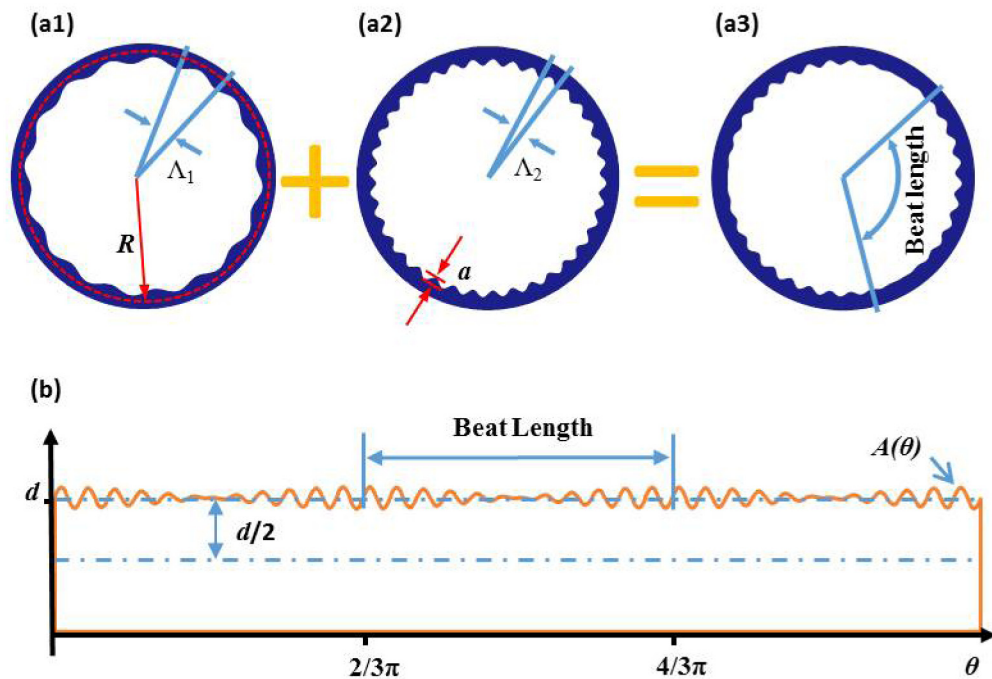 (a1) (a2) (a3)
Λ1 Λ2 Beat length
R a
(b)
Beat Length A(θ)
d
d/2
2/3π 4/3π θ